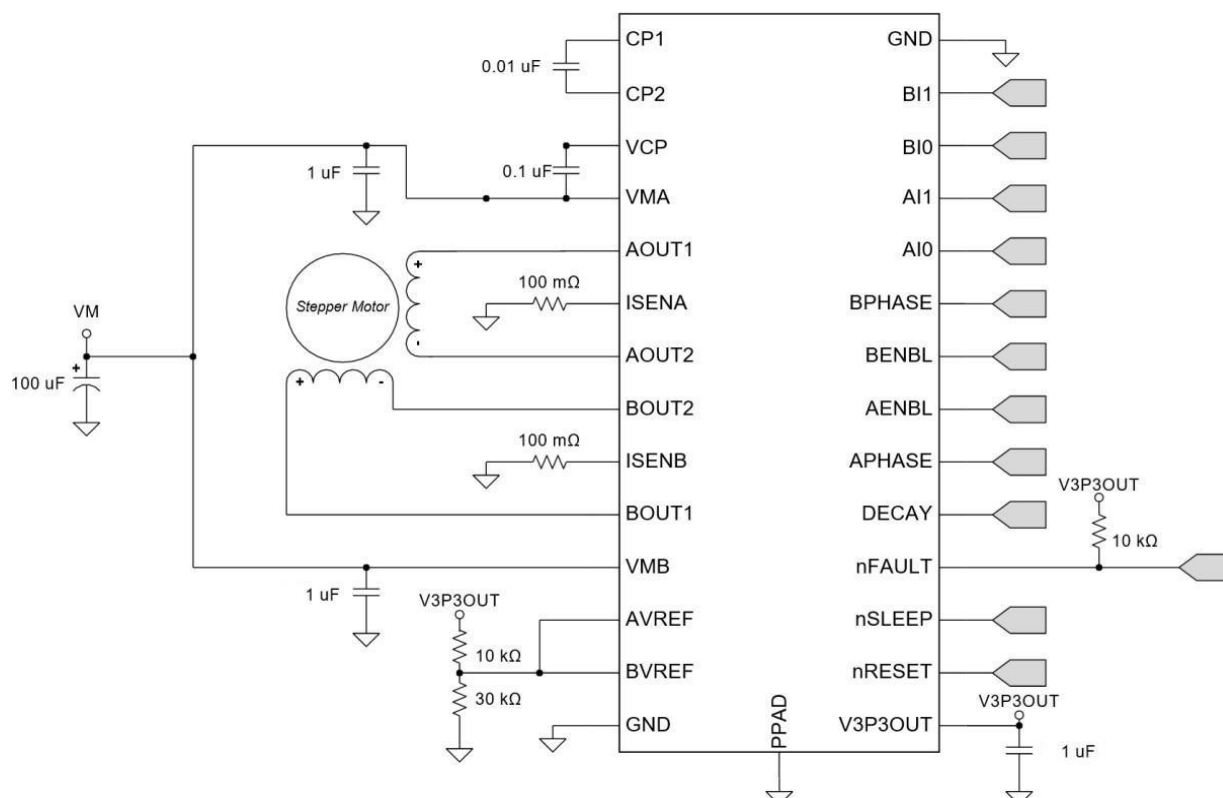 CP1
0.01 uF
CP2
VCP
1 uF
0.1 uF
VMA
AOUT1
+
Stepper Motor
100 mΩ
ISENA
-
AOUT2
VM
+
100 uF
+ -
BOUT2
100 mΩ
ISENB
BOUT1
VMB
1 uF
V3P3OUT
AVREF
10 kΩ
BVREF
30 kΩ
GND
PPAD
GND
BI1
BI0
AI1
AI0
BPHASE
BENBL
AENBL
APHASE
V3P3OUT
DECAY
10 kΩ
nFAULT
nSLEEP
nRESET
V3P3OUT
V3P3OUT
1 uF